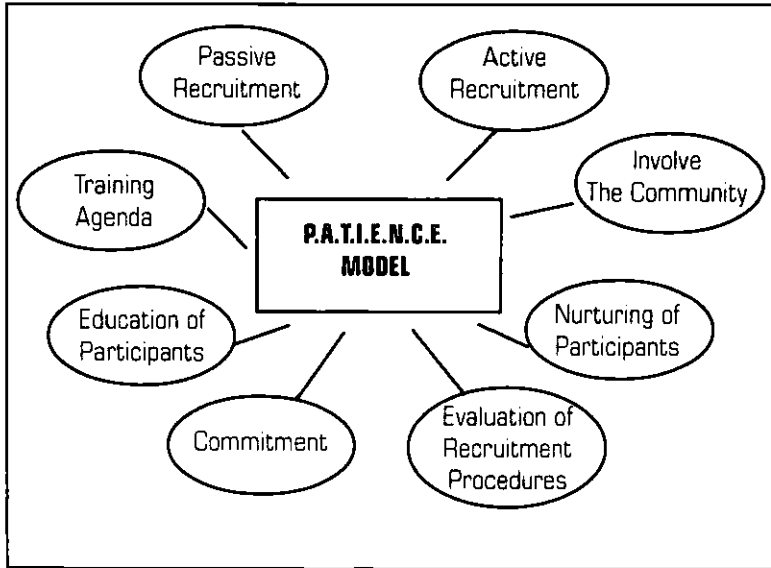 Passive
Recruitment
Active
Recruitment
Training
Agenda
Involve
The Community
P.A.T.I.E.N.C.E.
MODEL
Education of
Participants
Nurturing of
Participants
Commitment
Evaluation of
Recruitment
Procedures